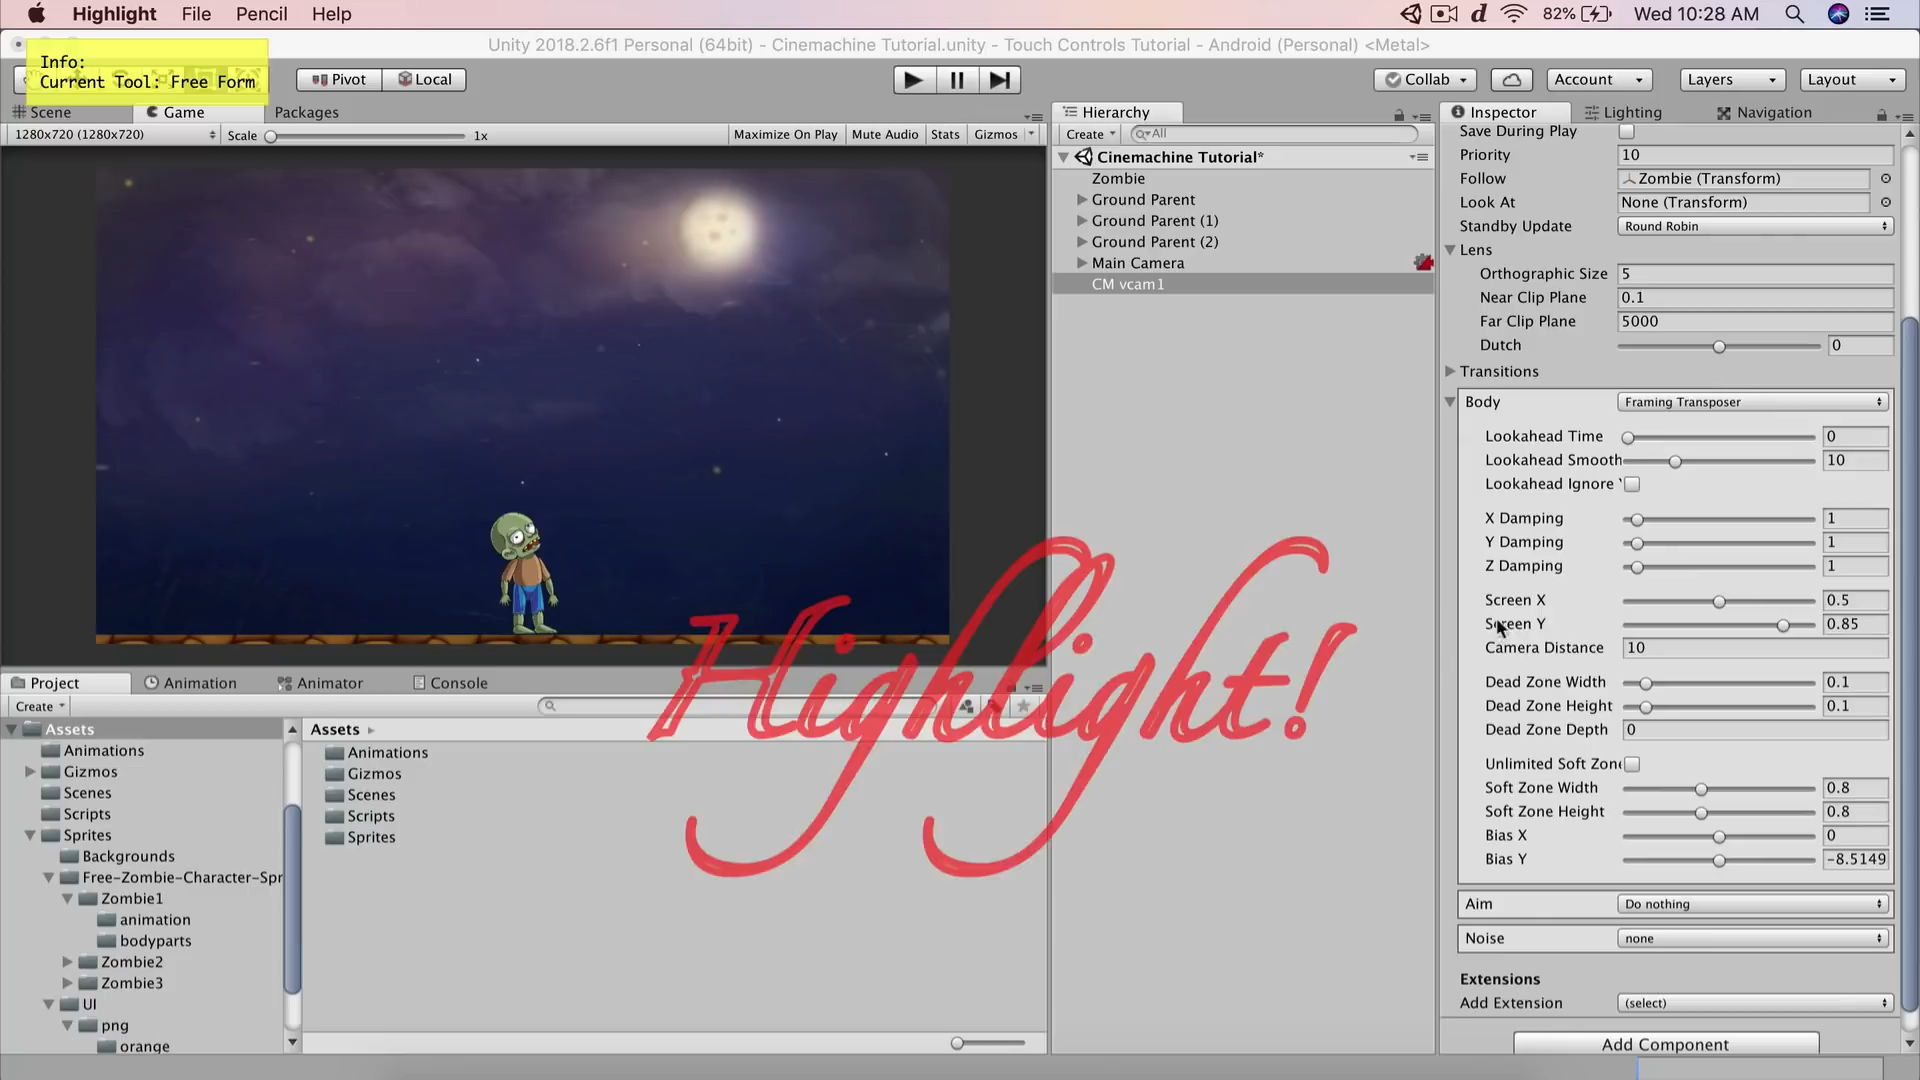 Highlight File Pencil Help
82% Wed 10:28 AM
Unity 2018.2.6f1 Personal (64bit) - Cinemachine Tutorial.unity - Touch Controls Tutorial - Android (Personal) <Metal>
Info:
Current Tool: Free Form
Pivot Local
Collab Account Layers Layout
Scene Game Packages
1280x720 (1280x720) Scale 1x Maximize On Play Mute Audio Stats Gizmos
Hierarchy
Create All
Cinemachine Tutorial*
Zombie
Ground Parent
Ground Parent (1)
Ground Parent (2)
Main Camera
CM vcam1
Inspector Lighting Navigation
Save During Play
Priority 10
Follow Zombie (Transform)
Look At None (Transform)
Standby Update Round Robin
Lens
Orthographic Size 5
Near Clip Plane 0.1
Far Clip Plane 5000
Dutch 0
Transitions
Body Framing Transposer
Lookahead Time 0
Lookahead Smooth 10
Lookahead Ignore
X Damping 1
Y Damping 1
Z Damping 1
Screen X 0.5
Screen Y 0.85
Camera Distance 10
Dead Zone Width 0.1
Dead Zone Height 0.1
Dead Zone Depth 0
Unlimited Soft Zone
Soft Zone Width 0.8
Soft Zone Height 0.8
Bias X 0
Bias Y -8.5149
Aim Do nothing
Noise none
Extensions
Add Extension (select)
Add Component
Highlight!
Project Animation Animator Console
Create
Assets
Animations
Gizmos
Scenes
Scripts
Sprites
Backgrounds
Free-Zombie-Character-Spr
Zombie1
animation
bodyparts
Zombie2
Zombie3
UI
png
orange
Assets
Animations
Gizmos
Scenes
Scripts
Sprites